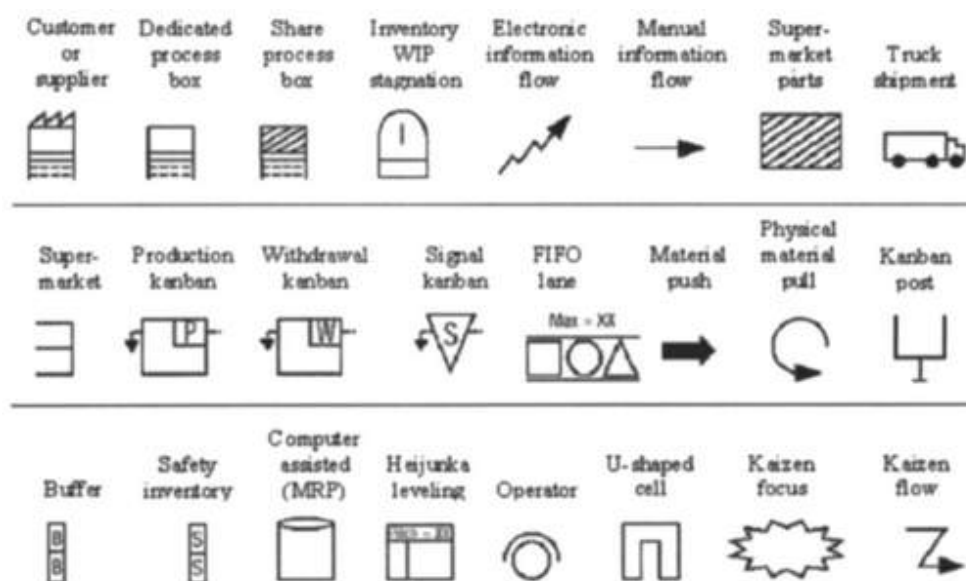 Customer or supplier
Dedicated process box
Share process box
Inventory WIP stagnation
Electronic information flow
Manual information flow
Super- market parts
Truck shipment
I
Super- market
Production kanban
Withdrawal kanban
Signal kanban
FIFO lane
Material push
Physical material pull
Kanban post
P
W
S
Max = XX
Buffer
Safety inventory
Computer assisted (MRP)
Heijunka leveling
Operator
U-shaped cell
Kaizen focus
Kaizen flow
B
B
S
S
Pitch = XX